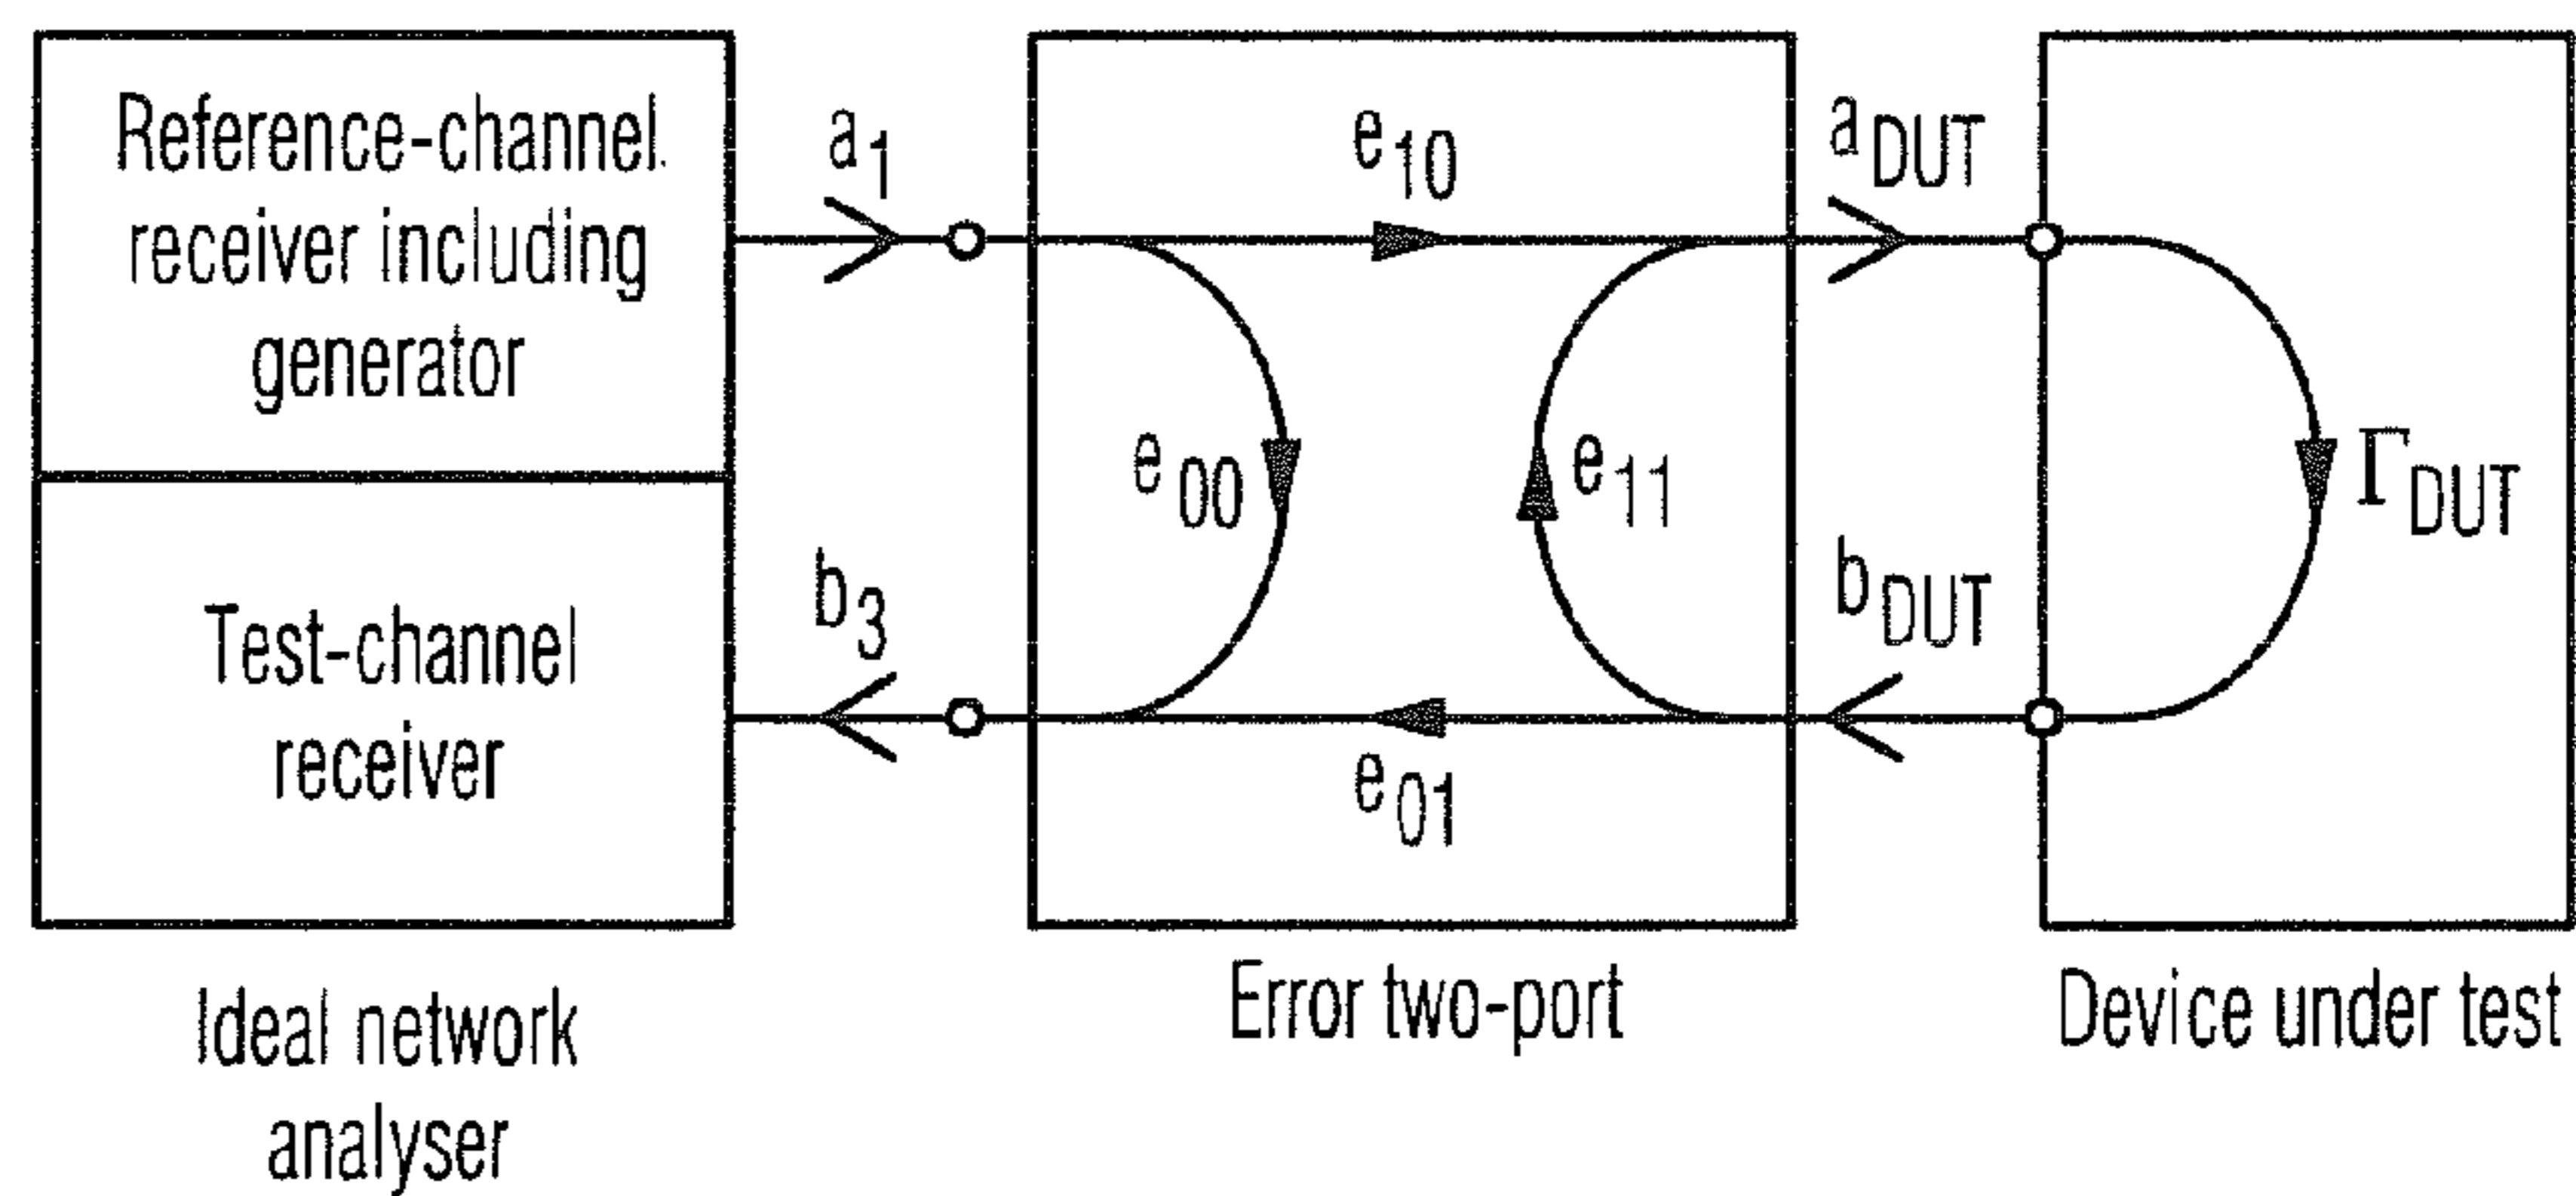 Reference-channel
receiver including
generator
Test-channel
receiver
Ideal network
analyser
a1
b3
e10
e00
e11
e01
Error two-port
aDUT
bDUT
ΓDUT
Device under test